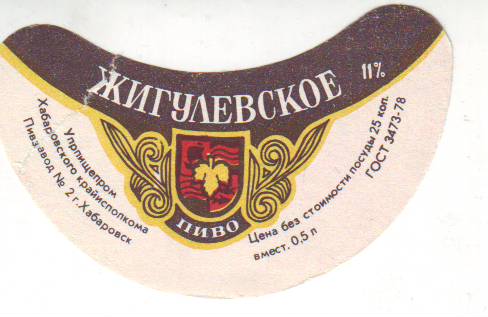 ЖИГУЛЕВСКОЕ 11%
ПИВО
Упрпищепром
Хабаровского крайисполкома
Пивзавод № 2 г. Хабаровск
Цена без стоимости посуды 25 коп.
вмест. 0,5 л
ГОСТ 3473-78